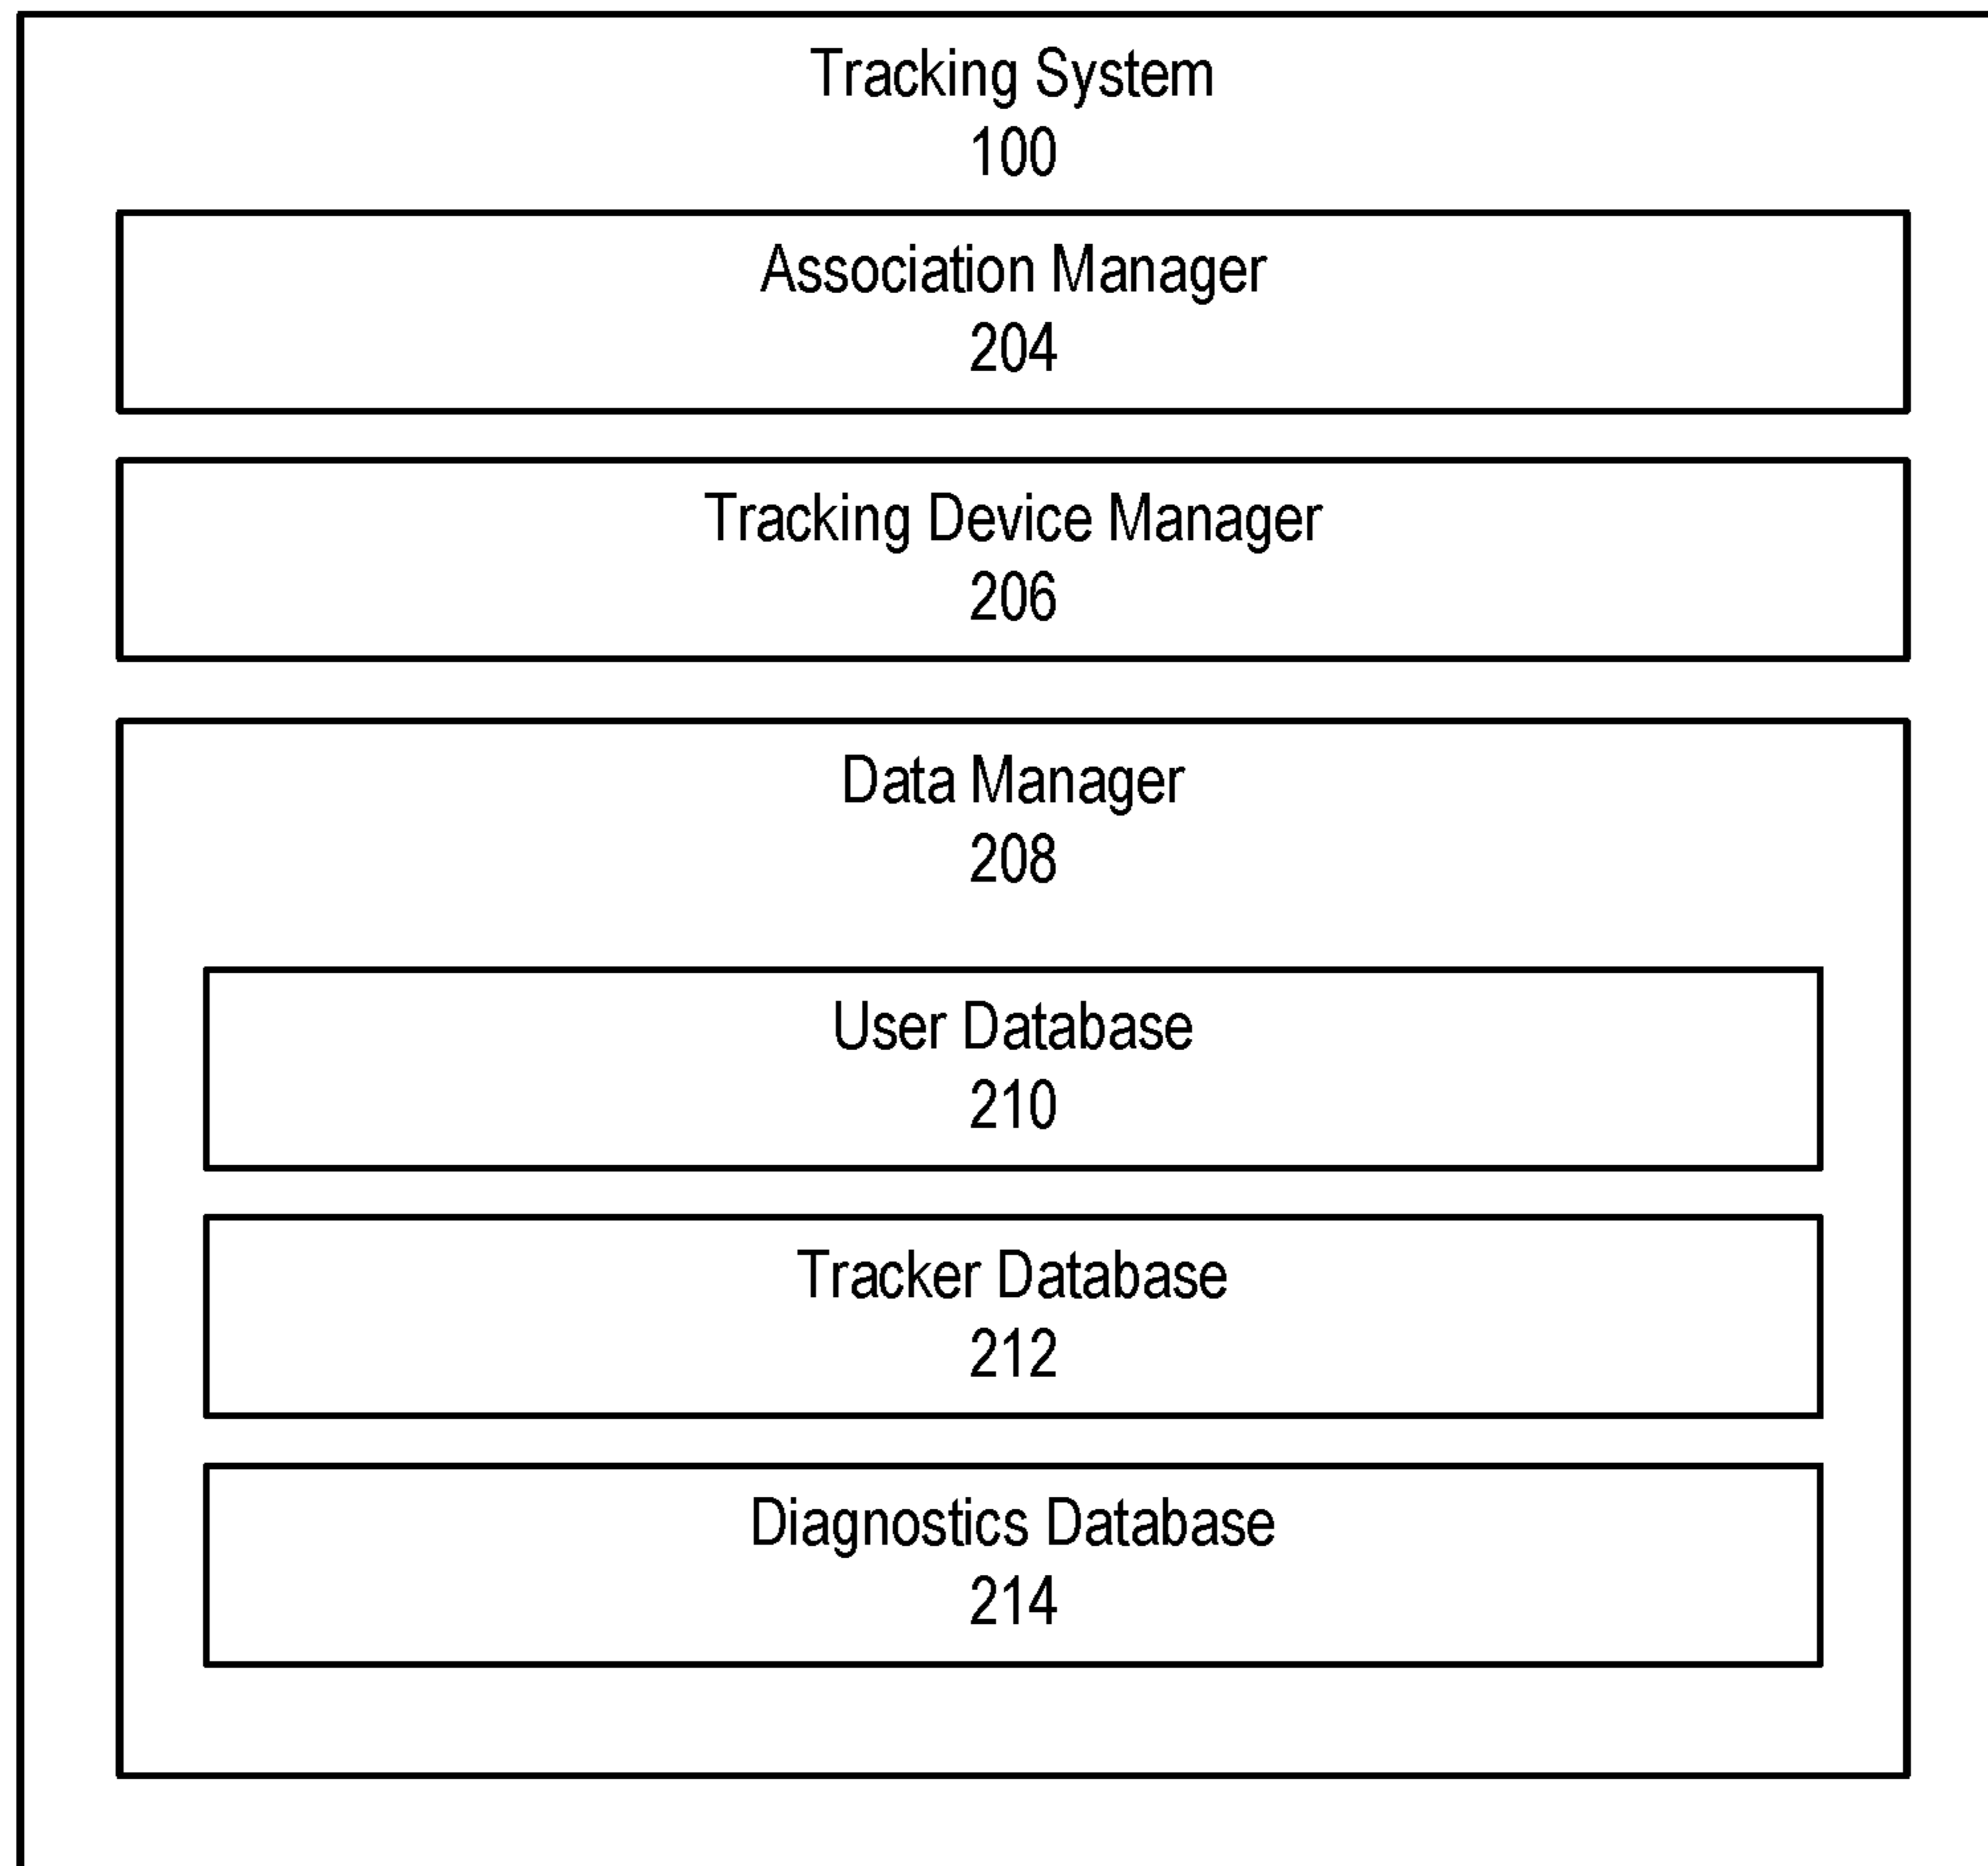 Tracking System
100
Association Manager
204
Tracking Device Manager
206
Data Manager
208
User Database
210
Tracker Database
212
Diagnostics Database
214